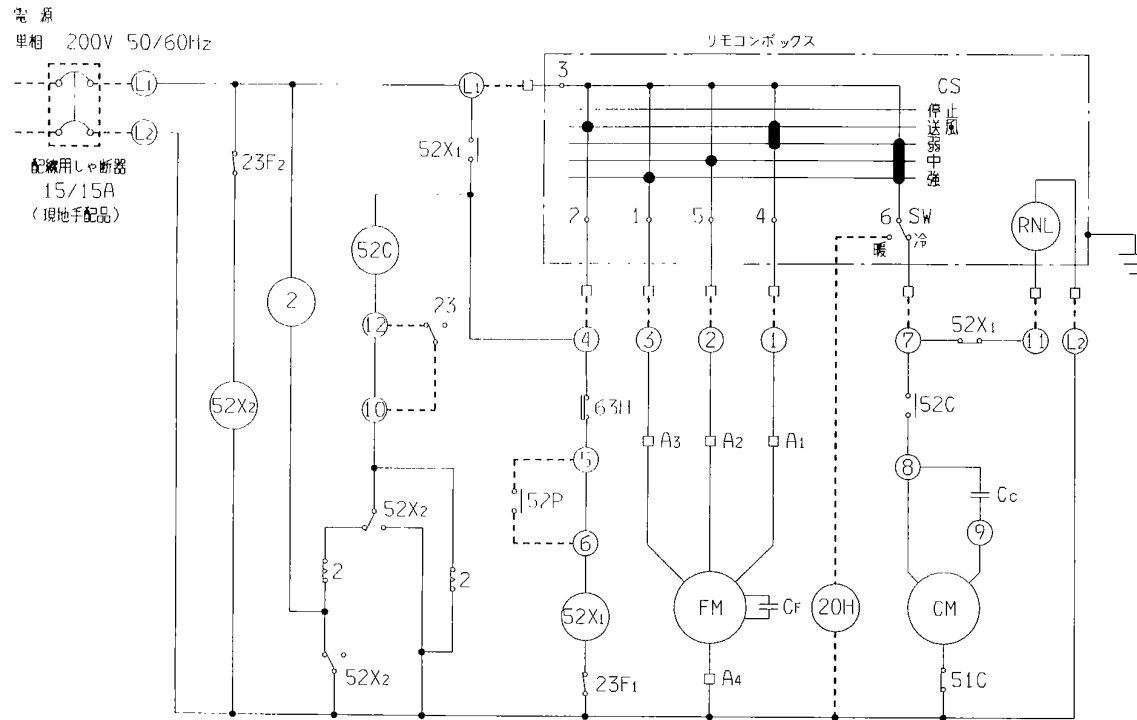 電源
単相 200V 50/60Hz
リモコンボックス
L1
L1
3
CS
停止
送風
弱
中
強
L2
配線用しゃ断器
15/15A
(現地手配品)
23F2
52X1
2
1
5
4
6
SW
暖
冷
RNL
52C
2
12
23
4
3
2
1
7
52X1
11
L2
52X2
10
63H
A3
A2
A1
52C
5
8
52P
52X2
Cc
6
9
2
2
52X1
FM
CF
20H
CM
52X2
23F1
A4
51C